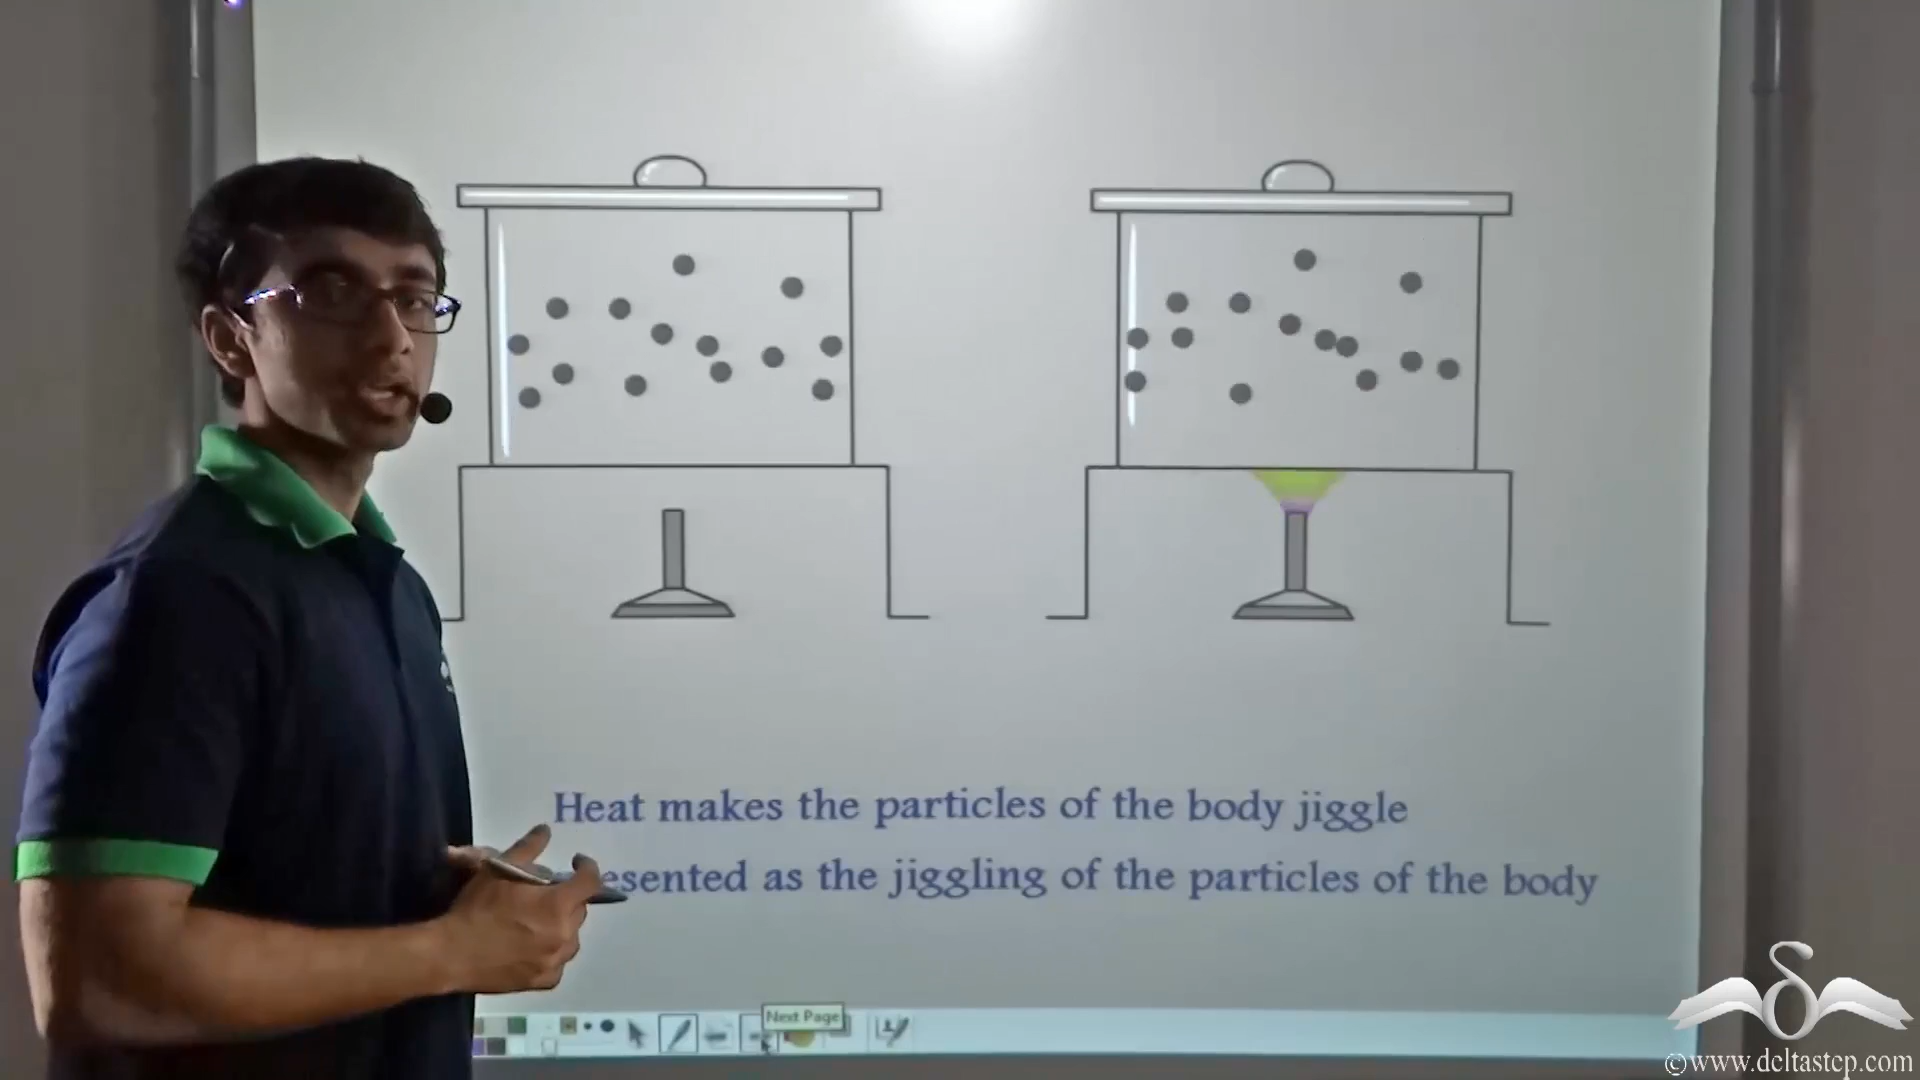 Heat makes the particles of the body jiggle
esented as the jiggling of the particles of the body
Next Page
©www.deltastep.com